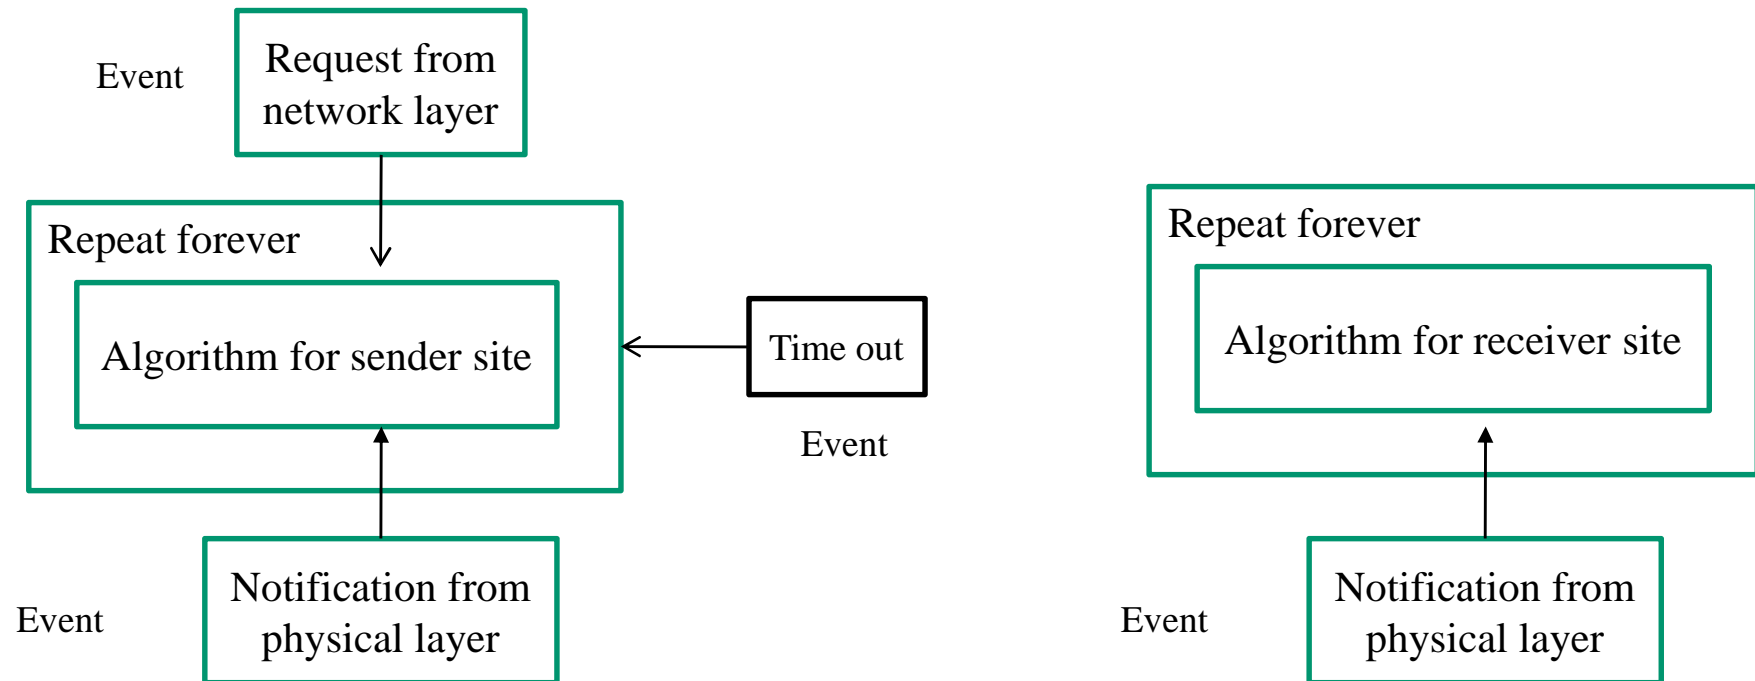 Event
Request from
network layer
Repeat forever
Algorithm for sender site
Time out
Event
Event
Notification from
physical layer
Repeat forever
Algorithm for receiver site
Event
Notification from
physical layer